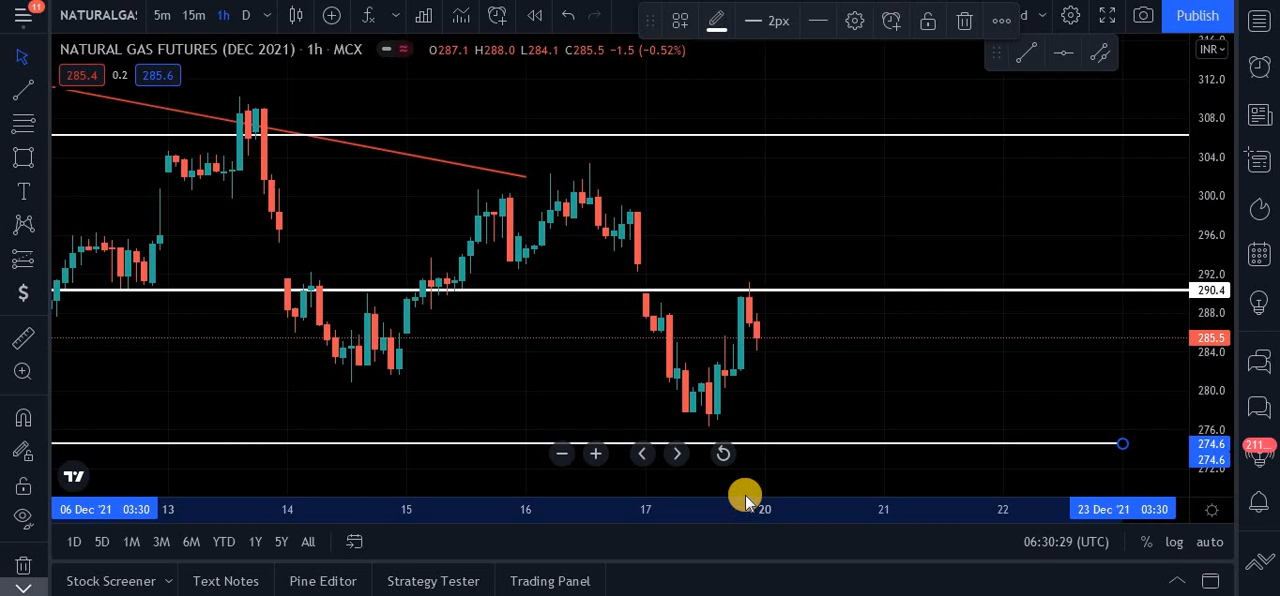 11
NATURALGAS
5m 15m 1h D
2px
d
Publish
NATURAL GAS FUTURES (DEC 2021) · 1h · MCX
O287.1 H288.0 L284.1 C285.5 −1.5 (−0.52%)
INR
285.4 0.2 285.6
312.0
308.0
304.0
300.0
296.0
292.0
290.4
288.0
285.5
284.0
280.0
276.0
274.6
274.6
272.0
211...
06 Dec '21 03:30 13 14 15 16 17 20 21 22 23 Dec '21 03:30
1D 5D 1M 3M 6M YTD 1Y 5Y All
06:30:29 (UTC) % log auto
Stock Screener Text Notes Pine Editor Strategy Tester Trading Panel